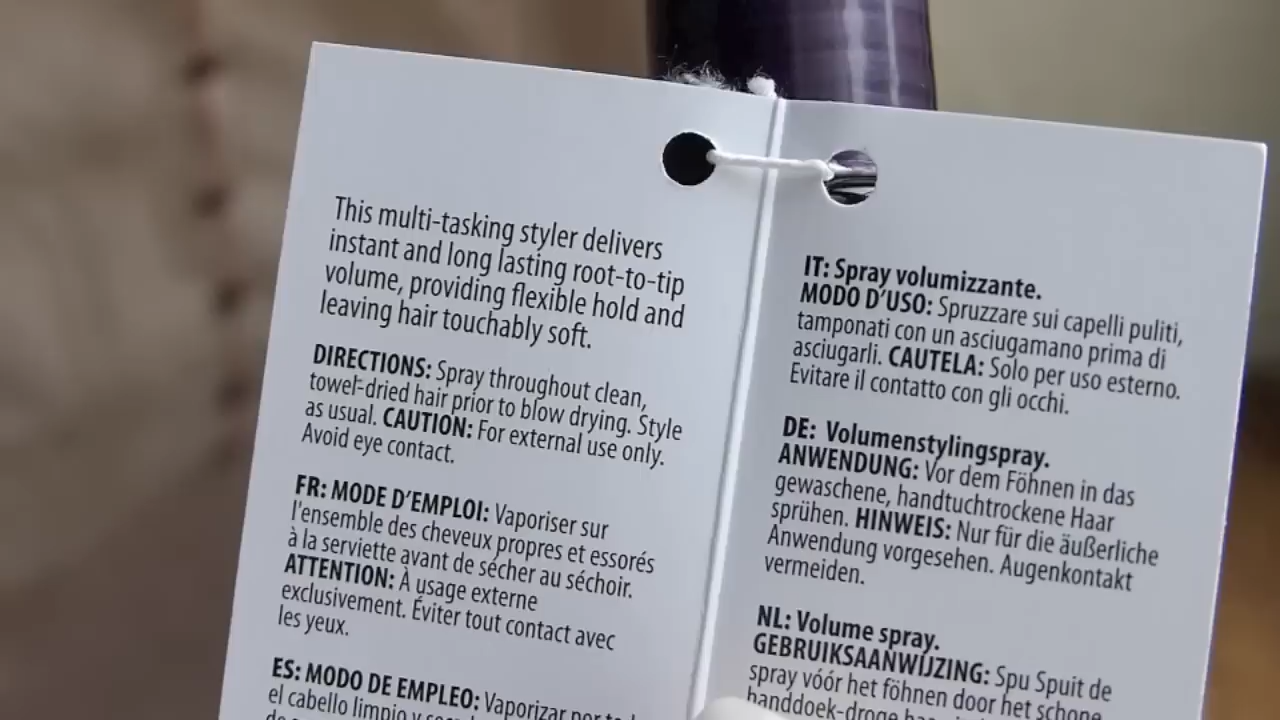 This multi-tasking styler delivers
instant and long lasting root-to-tip
volume, providing flexible hold and
leaving hair touchably soft.
DIRECTIONS: Spray throughout clean,
towel-dried hair prior to blow drying. Style
as usual. CAUTION: For external use only.
Avoid eye contact.
FR: MODE D'EMPLOI: Vaporiser sur
l'ensemble des cheveux propres et essorés
à la serviette avant de sécher au séchoir.
ATTENTION: À usage externe
exclusivement. Éviter tout contact avec
les yeux.
ES: MODO DE EMPLEO: Vaporizar por
el cabello limpio y
IT: Spray volumizzante.
MODO D'USO: Spruzzare sui capelli puliti,
tamponati con un asciugamano prima di
asciugarli. CAUTELA: Solo per uso esterno.
Evitare il contatto con gli occhi.
DE: Volumenstylingspray.
ANWENDUNG: Vor dem Föhnen in das
gewaschene, handtuchtrockene Haar
sprühen. HINWEIS: Nur für die äußerliche
Anwendung vorgesehen. Augenkontakt
vermeiden.
NL: Volume spray.
GEBRUIKSAANWIJZING: Spu Spuit de
spray vóór het föhnen door het schone,
handdoek-droge